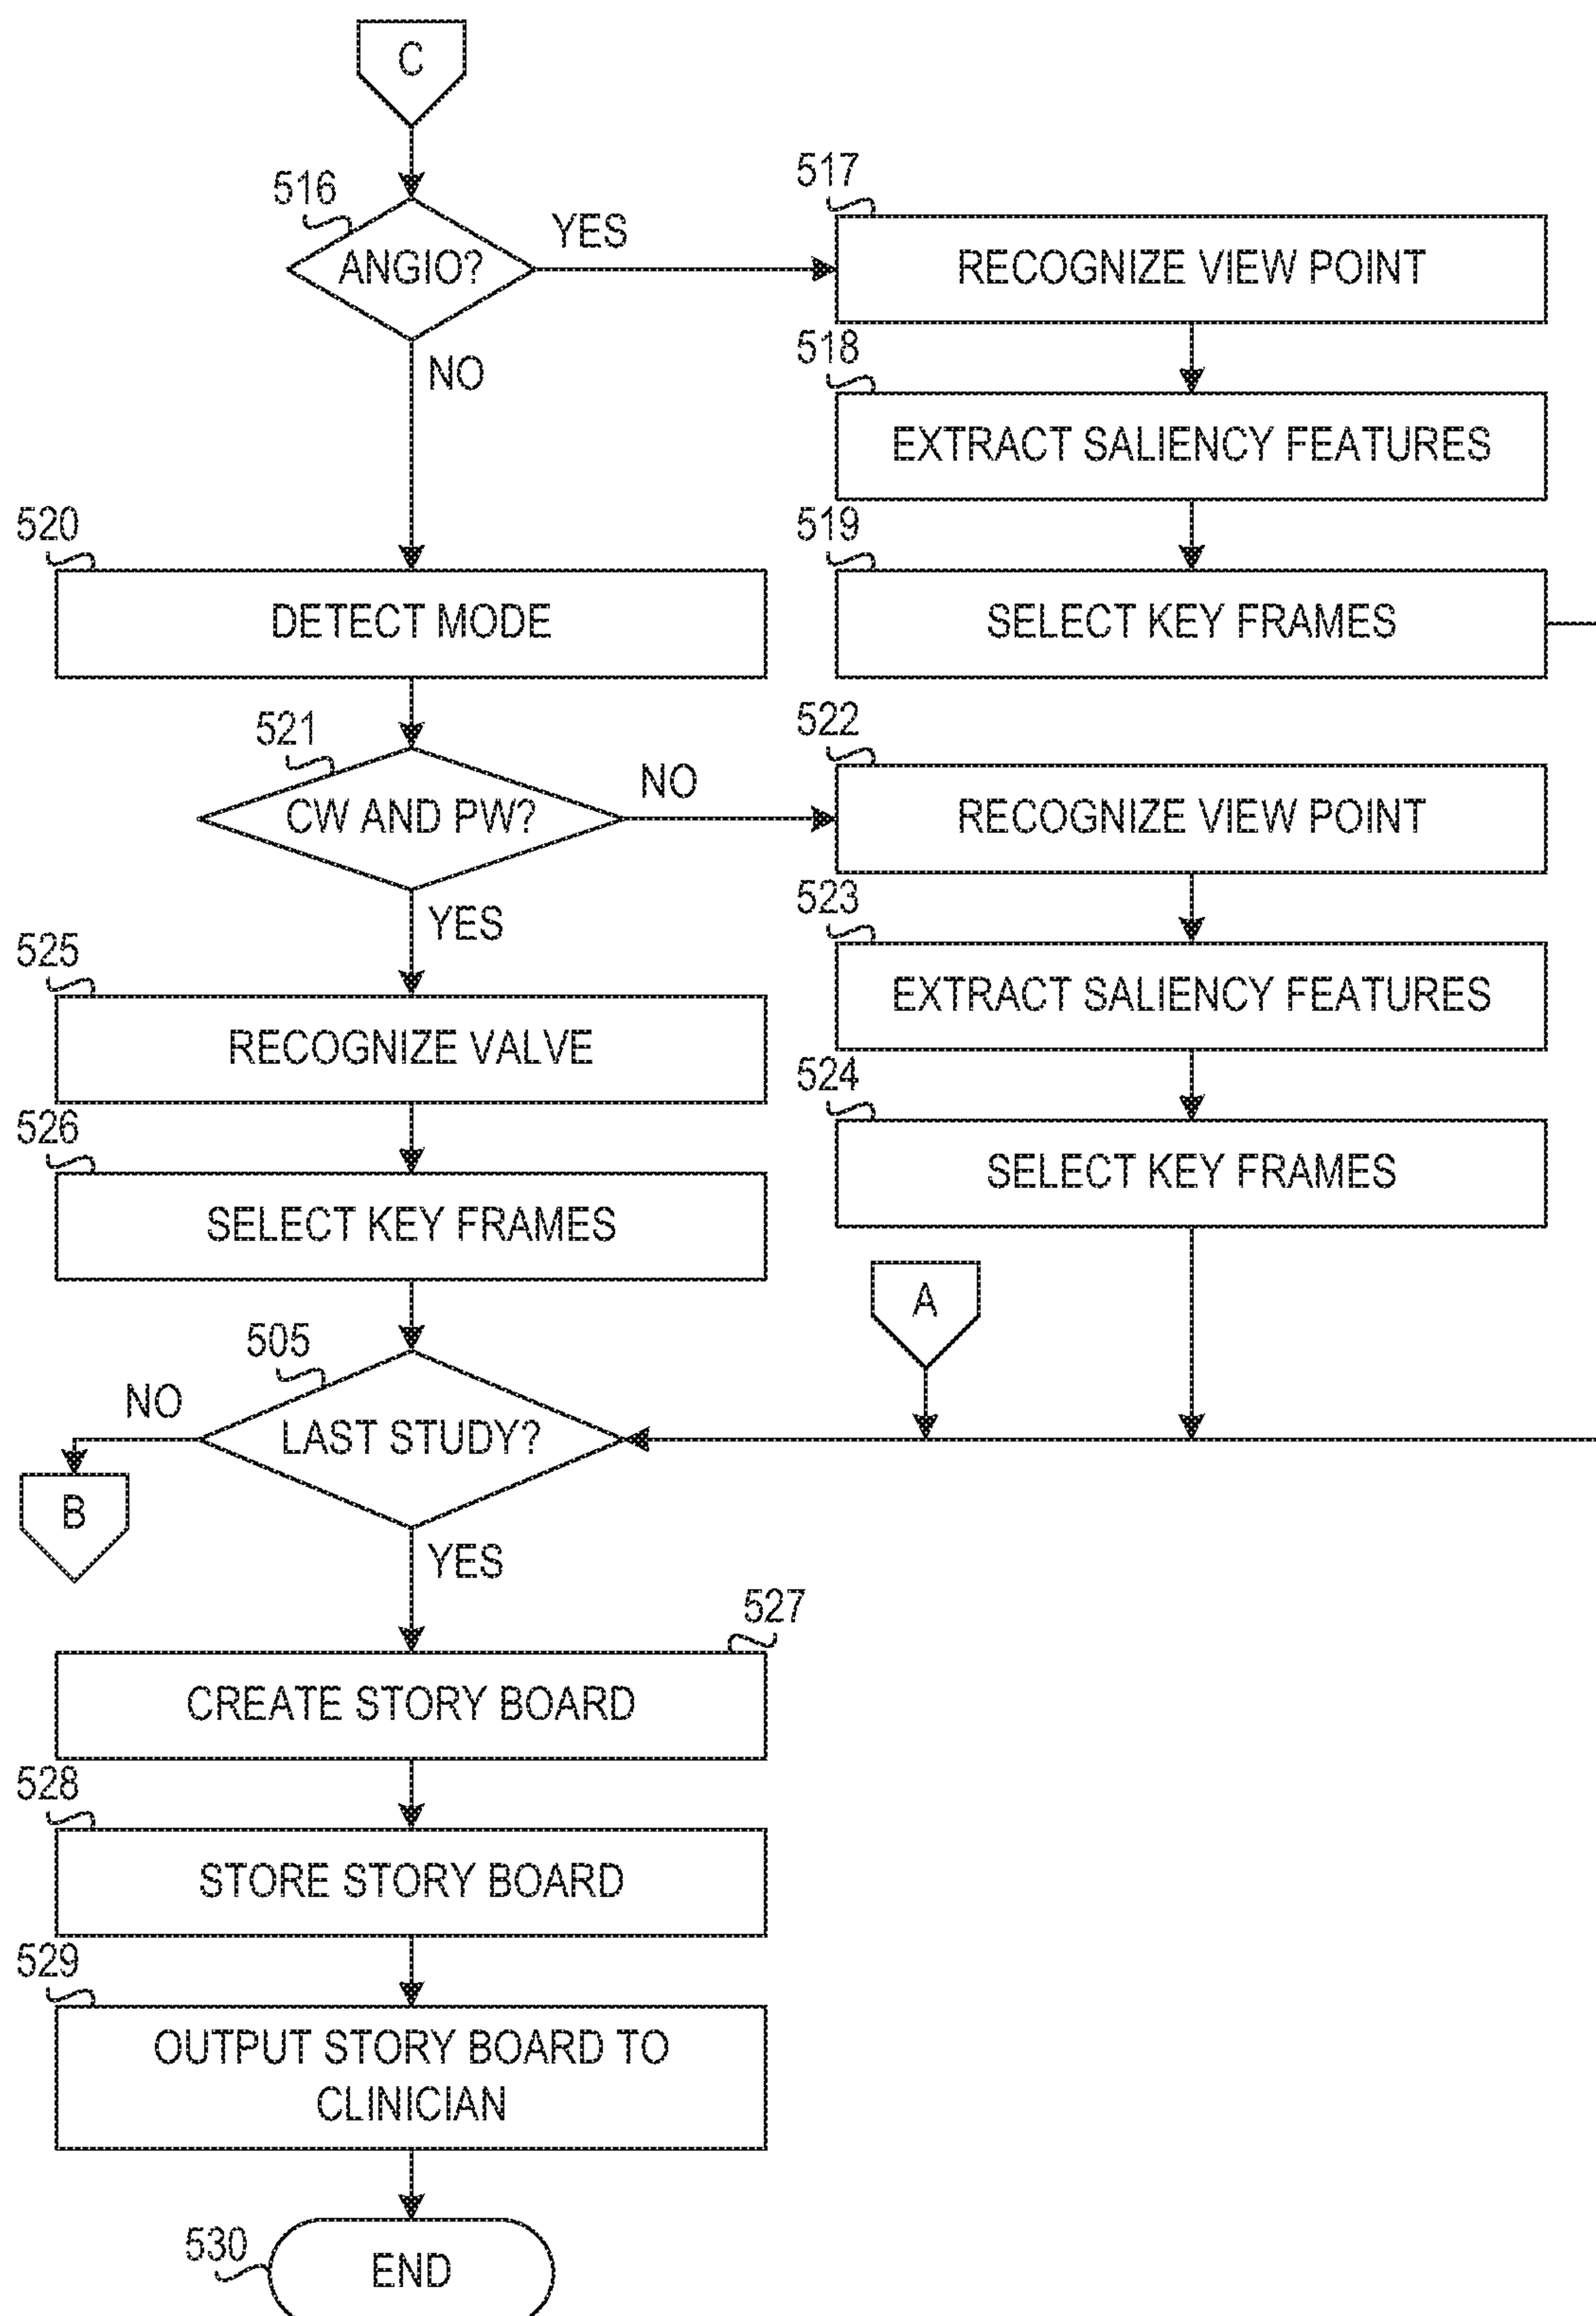 C
516
ANGIO?
YES
NO
517
RECOGNIZE VIEW POINT
518
EXTRACT SALIENCY FEATURES
519
SELECT KEY FRAMES
520
DETECT MODE
521
CW AND PW?
NO
YES
522
RECOGNIZE VIEW POINT
523
EXTRACT SALIENCY FEATURES
524
SELECT KEY FRAMES
525
RECOGNIZE VALVE
526
SELECT KEY FRAMES
A
505
LAST STUDY?
NO
B
YES
527
CREATE STORY BOARD
528
STORE STORY BOARD
529
OUTPUT STORY BOARD TO
CLINICIAN
530
END